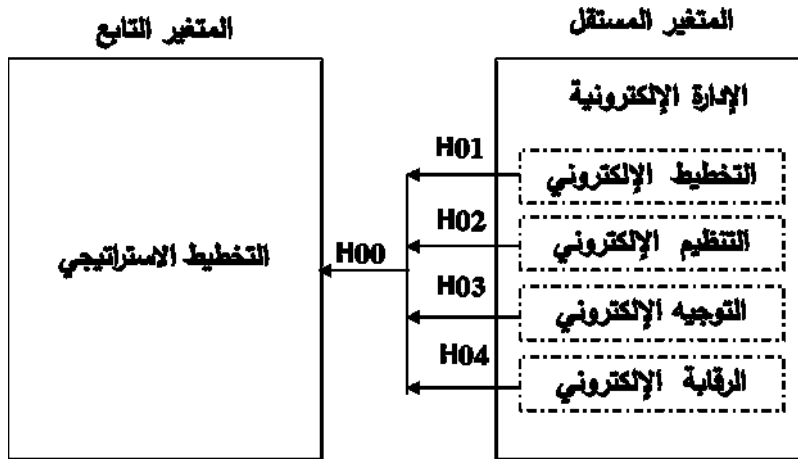 المتغير المستقل
المتغير التابع
الإدارة الإلكترونية
H01
التخطيط الإلكتروني
H02
التنظيم الإلكتروني
التخطيط الاستراتيجي
H00
H03
التوجيه الإلكتروني
H04
الرقابة الإلكتروني